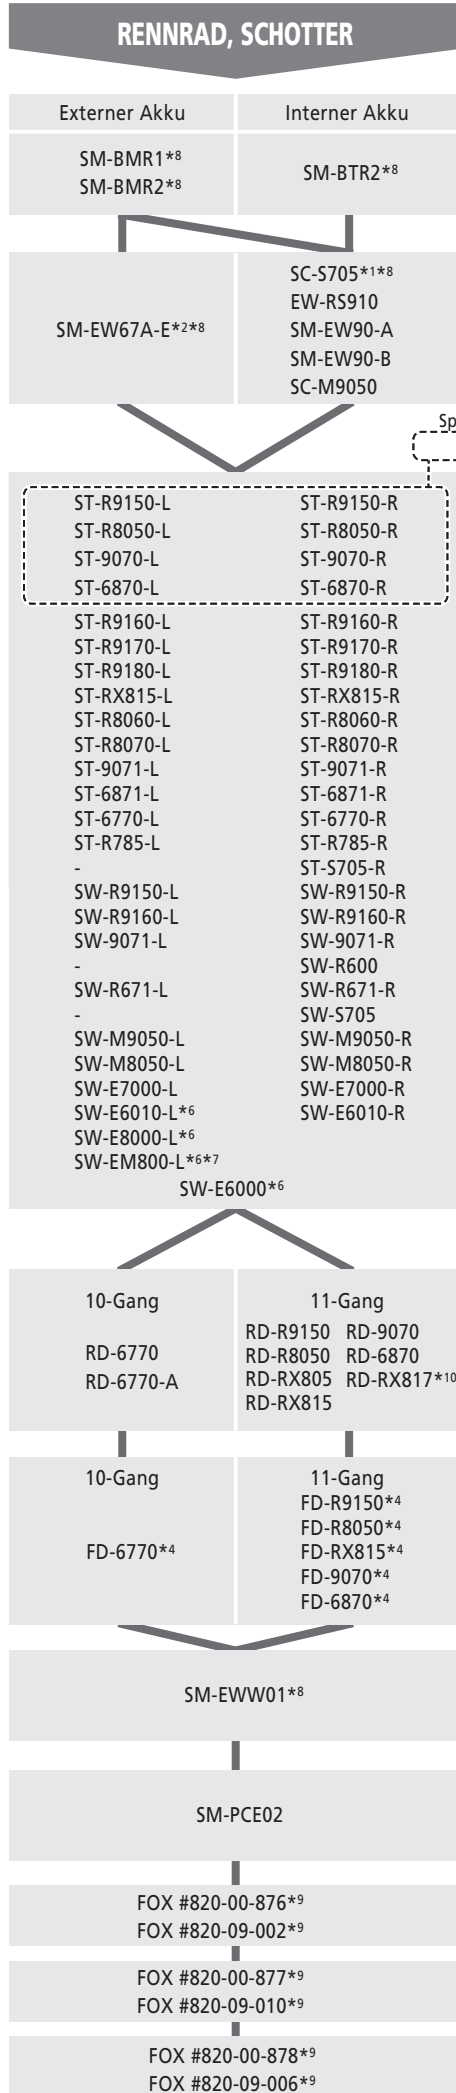 RENNRAD, SCHOTTER
Externer Akku
Interner Akku
SM-BMR1*8
SM-BMR2*8
SM-BTR2*8
SM-EW67A-E*2*8
SC-S705*1*8
EW-RS910
SM-EW90-A
SM-EW90-B
SC-M9050
Sp
ST-R9150-L ST-R9150-R
ST-R8050-L ST-R8050-R
ST-9070-L ST-9070-R
ST-6870-L ST-6870-R
ST-R9160-L ST-R9160-R
ST-R9170-L ST-R9170-R
ST-R9180-L ST-R9180-R
ST-RX815-L ST-RX815-R
ST-R8060-L ST-R8060-R
ST-R8070-L ST-R8070-R
ST-9071-L ST-9071-R
ST-6871-L ST-6871-R
ST-6770-L ST-6770-R
ST-R785-L ST-R785-R
- ST-S705-R
SW-R9150-L SW-R9150-R
SW-R9160-L SW-R9160-R
SW-9071-L SW-9071-R
- SW-R600
SW-R671-L SW-R671-R
- SW-S705
SW-M9050-L SW-M9050-R
SW-M8050-L SW-M8050-R
SW-E7000-L SW-E7000-R
SW-E6010-L*6 SW-E6010-R
SW-E8000-L*6
SW-EM800-L*6*7
SW-E6000*6
10-Gang
RD-6770
RD-6770-A
11-Gang
RD-R9150 RD-9070
RD-R8050 RD-6870
RD-RX805 RD-RX817*10
RD-RX815
10-Gang
FD-6770*4
11-Gang
FD-R9150*4
FD-R8050*4
FD-RX815*4
FD-9070*4
FD-6870*4
SM-EWW01*8
SM-PCE02
FOX #820-00-876*9
FOX #820-09-002*9
FOX #820-00-877*9
FOX #820-09-010*9
FOX #820-00-878*9
FOX #820-09-006*9